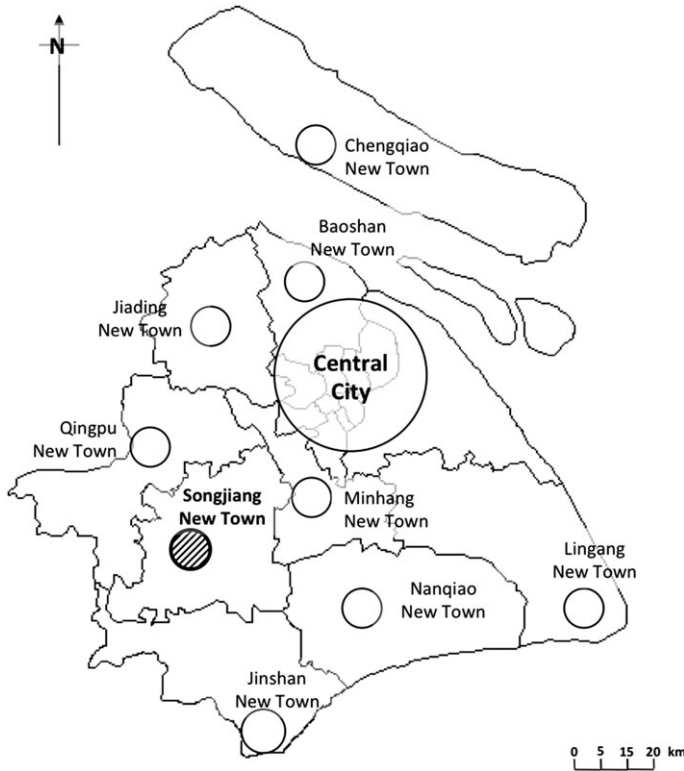 N
Chengqiao
New Town
Baoshan
New Town
Jiading
New Town
Central
City
Qingpu
New Town
Songjiang
New Town
Minhang
New Town
Lingang
New Town
Nanqiao
New Town
Jinshan
New Town
0 5 15 20 km